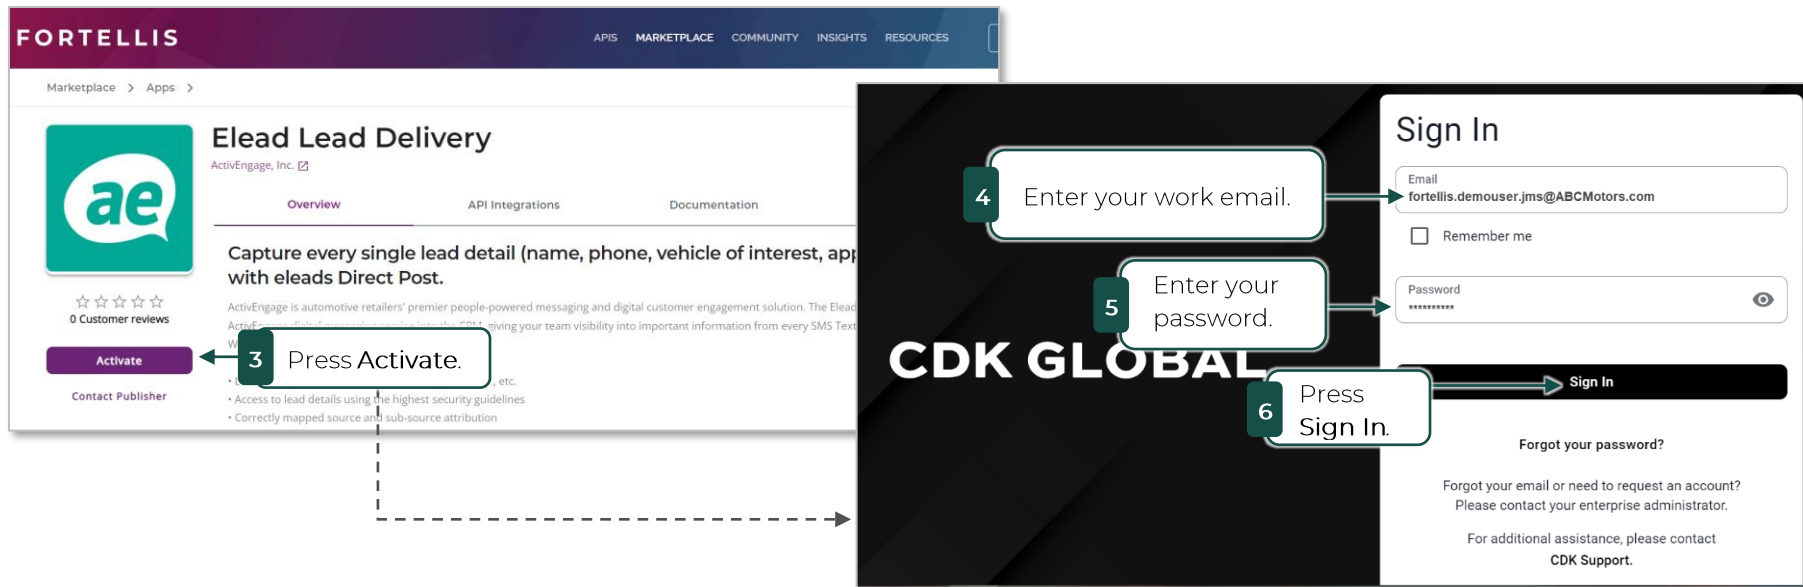 FORTELLIS
APIS MARKETPLACE COMMUNITY INSIGHTS RESOURCES
Marketplace > Apps >
ae
Elead Lead Delivery
ActivEngage, Inc.
Overview API Integrations Documentation
Capture every single lead detail (name, phone, vehicle of interest, app
with eleads Direct Post.
ActivEngage is automotive retailers' premier people-powered messaging and digital customer engagement solution. The Elead
ActivEngage digital messaging service into the CRM, giving your team visibility into important information from every SMS Text
0 Customer reviews
Activate
Contact Publisher
3 Press Activate.
, etc.
• Access to lead details using the highest security guidelines
• Correctly mapped source and sub-source attribution
CDK GLOBAL
Sign In
4 Enter your work email.
Email
fortellis.demouser.jms@ABCMotors.com
Remember me
5 Enter your
password.
Password
**********
6 Press
Sign In.
Sign In
Forgot your password?
Forgot your email or need to request an account?
Please contact your enterprise administrator.
For additional assistance, please contact
CDK Support.